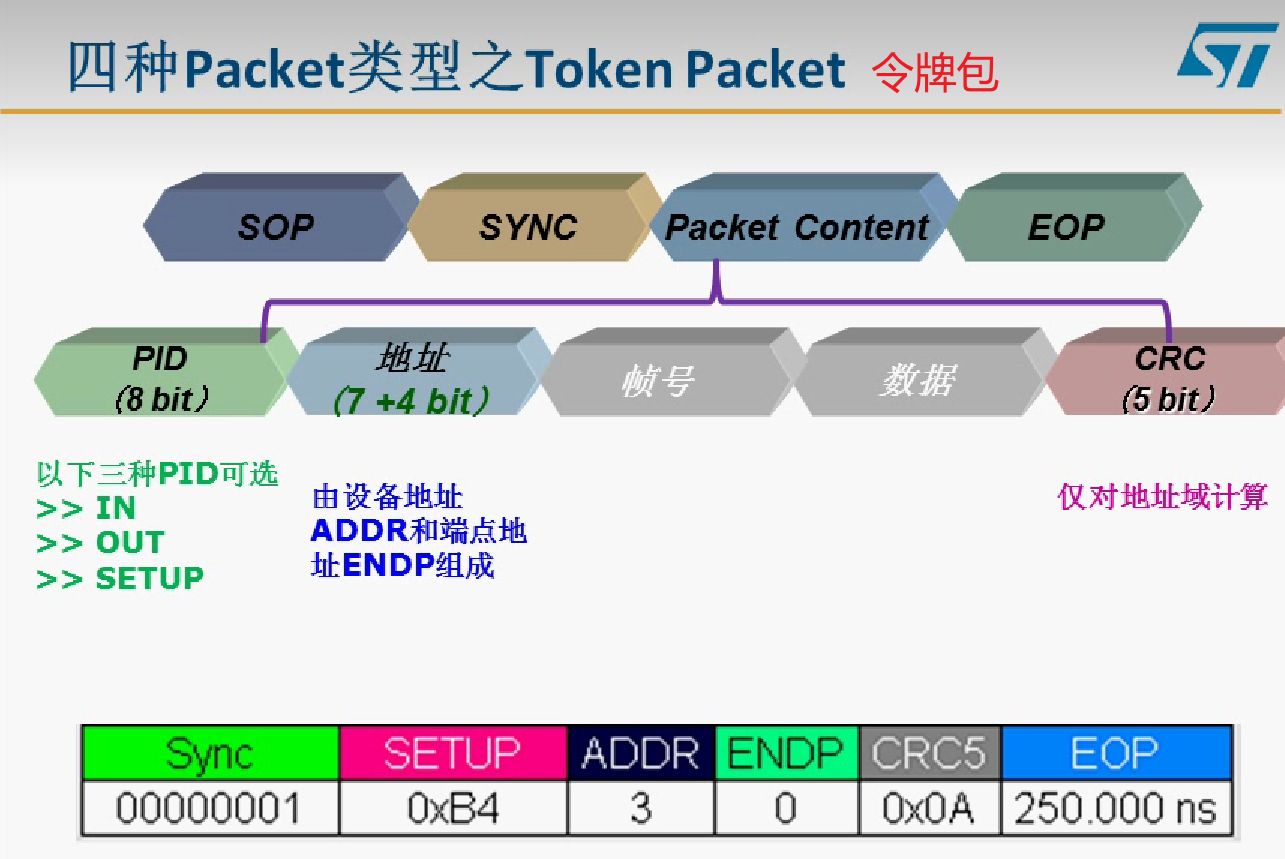 四种Packet类型之Token Packet 令牌包
ST
SOP SYNC Packet Content EOP
PID 地址 帧号 数据 CRC
(8 bit) (7 +4 bit) (5 bit)
以下三种PID可选
>> IN
>> OUT
>> SETUP
由设备地址
ADDR和端点地
址ENDP组成
仅对地址域计算
Sync SETUP ADDR ENDP CRC5 EOP
00000001 0xB4 3 0 0x0A 250.000 ns